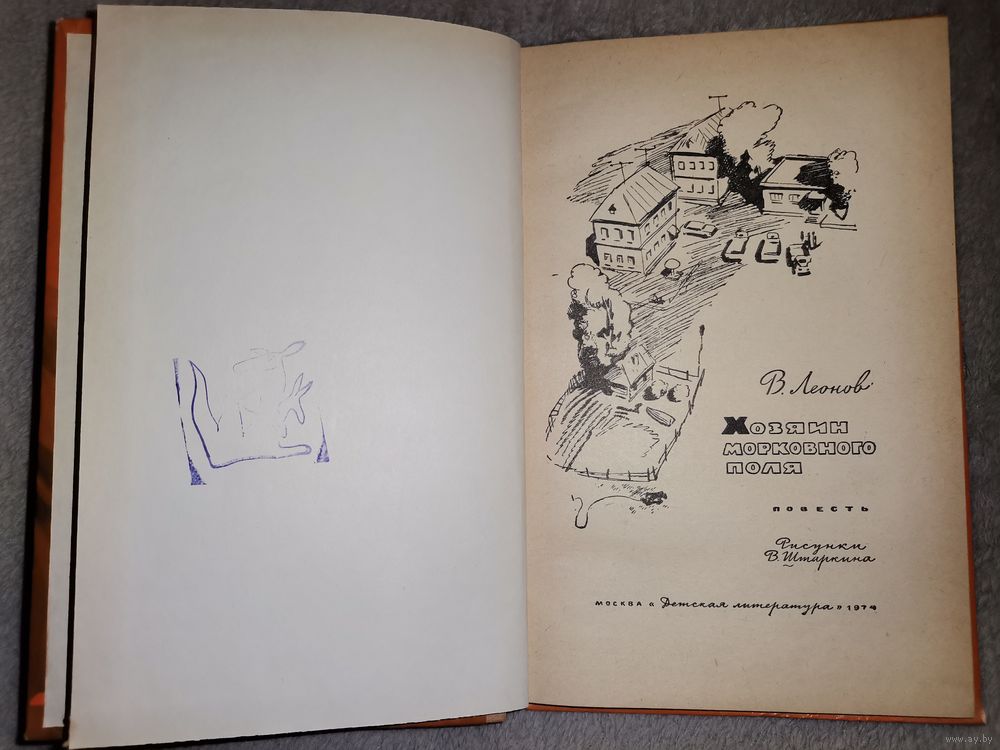 В. Леонов
Хозяин
морковного
поля
повесть
Рисунки
В. Штаркина
Москва «Детская литература» 1974
www.ay.by